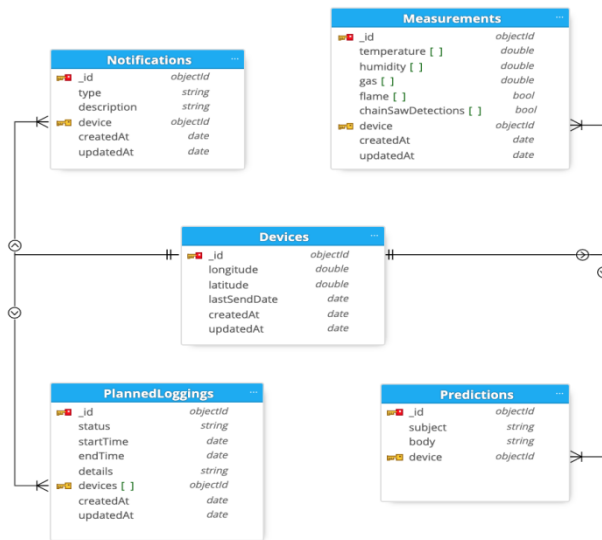 Measurements ...
_id objectId
temperature [ ] double
humidity [ ] double
gas [ ] double
flame [ ] bool
chainSawDetections [ ] bool
device objectId
createdAt date
updatedAt date
Notifications ...
_id objectId
type string
description string
device objectId
createdAt date
updatedAt date
Devices ...
_id objectId
longitude double
latitude double
lastSendDate date
createdAt date
updatedAt date
PlannedLoggings ...
_id objectId
status string
startTime date
endTime date
details string
devices [ ] objectId
createdAt date
updatedAt date
Predictions ...
_id objectId
subject string
body string
device objectId